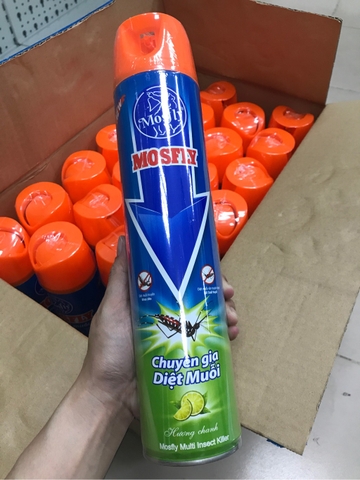 Mosfly
MOSFLY
Chuyên gia
Diệt Muỗi
Hương chanh
Mosfly Multi Insect Killer